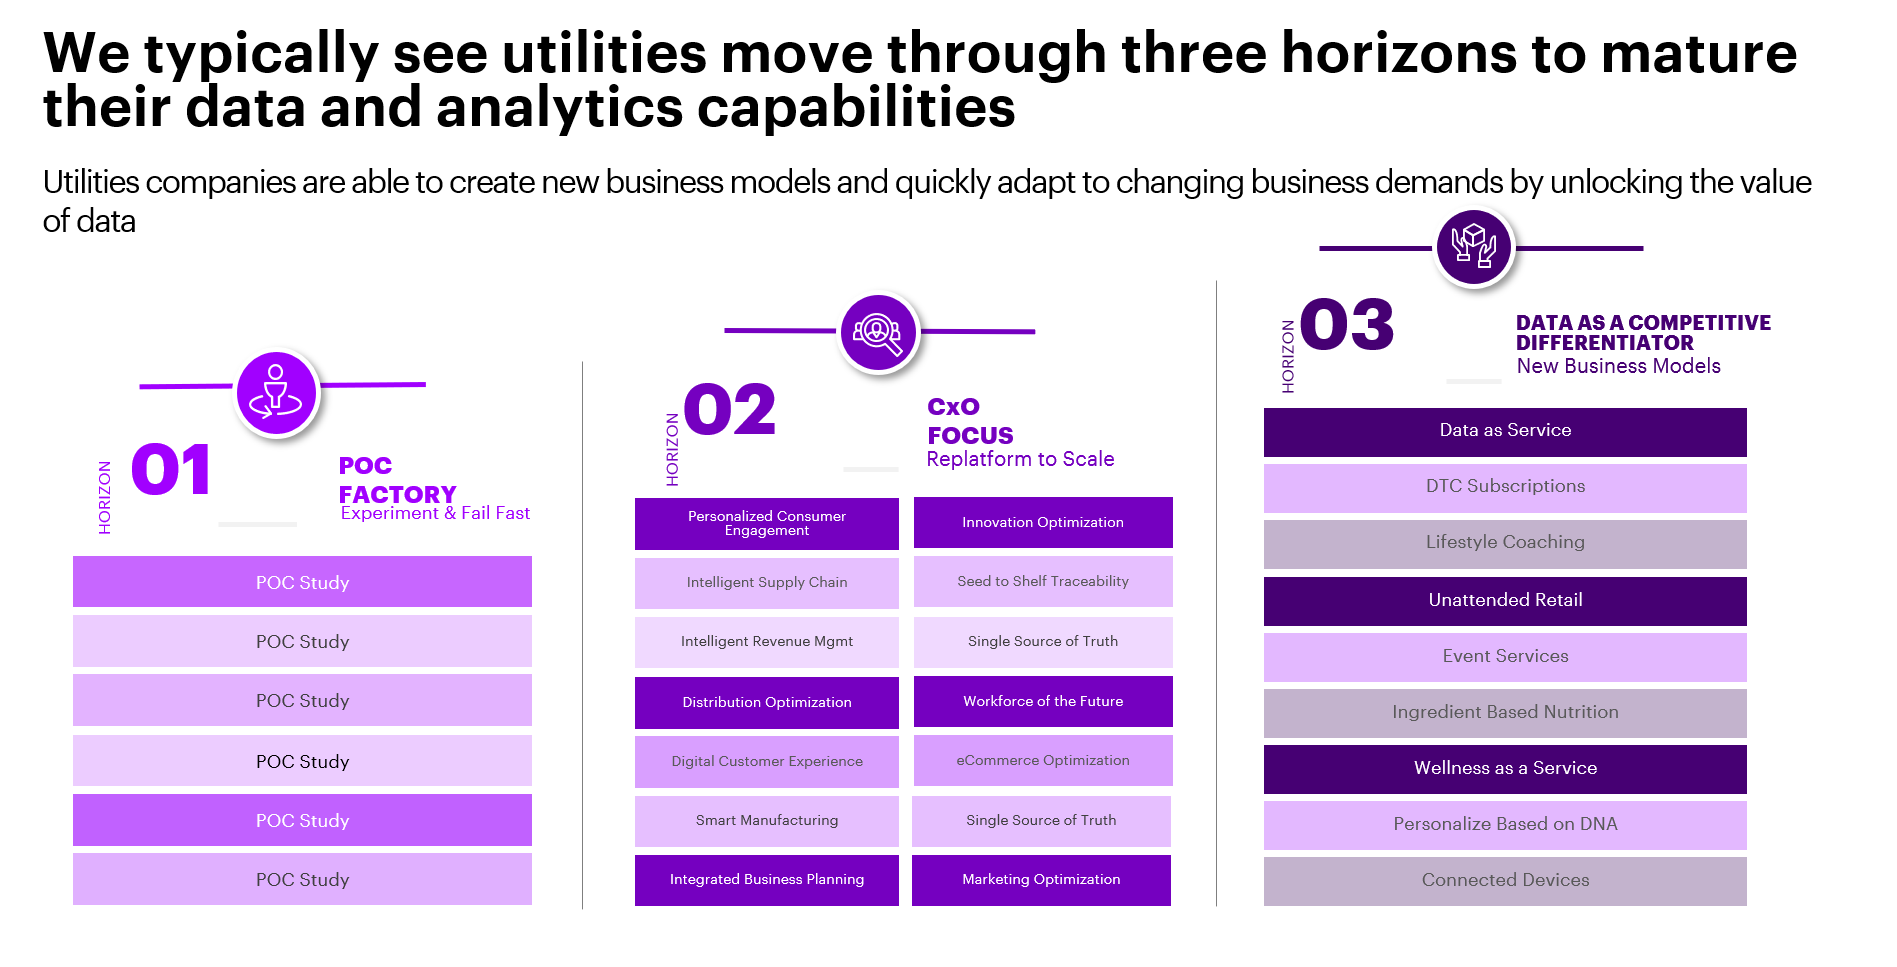 We typically see utilities move through three horizons to mature
their data and analytics capabilities
Utilities companies are able to create new business models and quickly adapt to changing business demands by unlocking the value
of data
HORIZON
01
POC
FACTORY
Experiment & Fail Fast
POC Study
POC Study
POC Study
POC Study
POC Study
POC Study
HORIZON
02
CxO
FOCUS
Replatform to Scale
Personalized Consumer
Engagement
Intelligent Supply Chain
Intelligent Revenue Mgmt
Distribution Optimization
Digital Customer Experience
Smart Manufacturing
Integrated Business Planning
Innovation Optimization
Seed to Shelf Traceability
Single Source of Truth
Workforce of the Future
eCommerce Optimization
Single Source of Truth
Marketing Optimization
HORIZON
03
DATA AS A COMPETITIVE
DIFFERENTIATOR
New Business Models
Data as Service
DTC Subscriptions
Lifestyle Coaching
Unattended Retail
Event Services
Ingredient Based Nutrition
Wellness as a Service
Personalize Based on DNA
Connected Devices